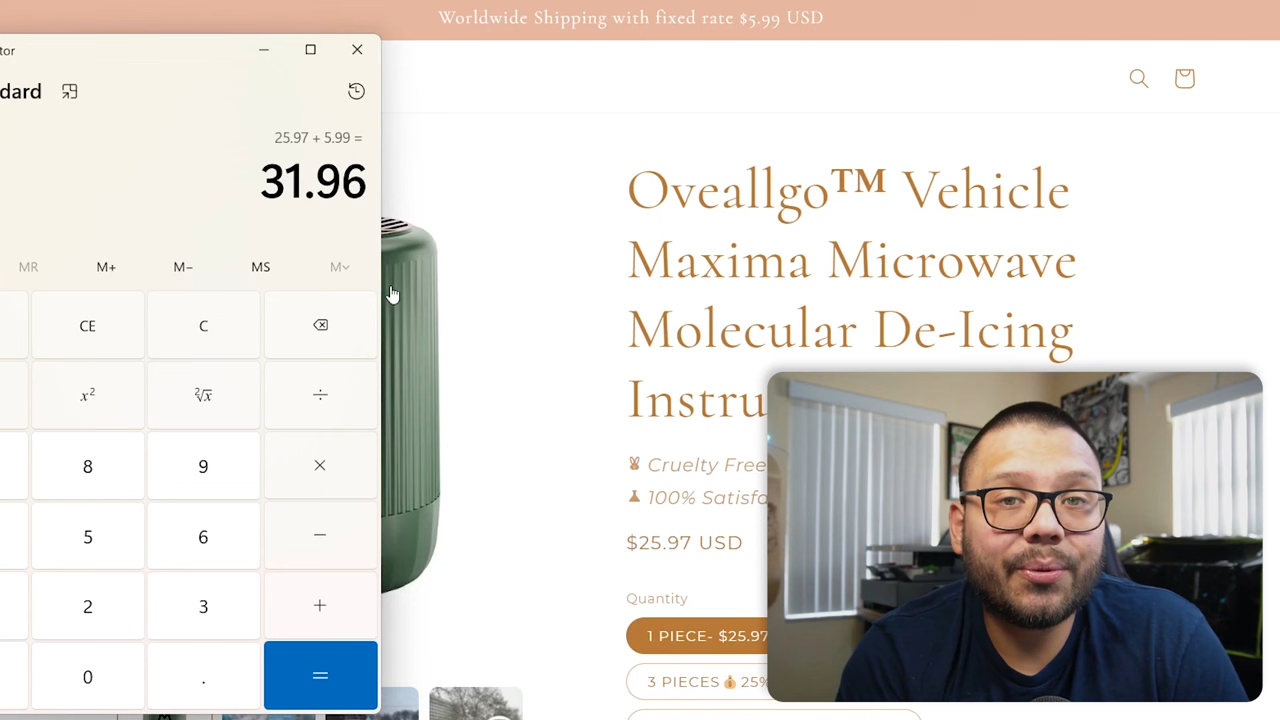 Worldwide Shipping with fixed rate $5.99 USD
tor
dard
25.97 + 5.99 =
31.96
MR M+ M− MS M
CE C
x² ²√x ÷
8 9 ×
5 6 −
2 3 +
0 . =
Oveallgo™ Vehicle
Maxima Microwave
Molecular De-Icing
Instru
Cruelty Free
100% Satisfa
$25.97 USD
Quantity
1 PIECE- $25.97
3 PIECES💰25%